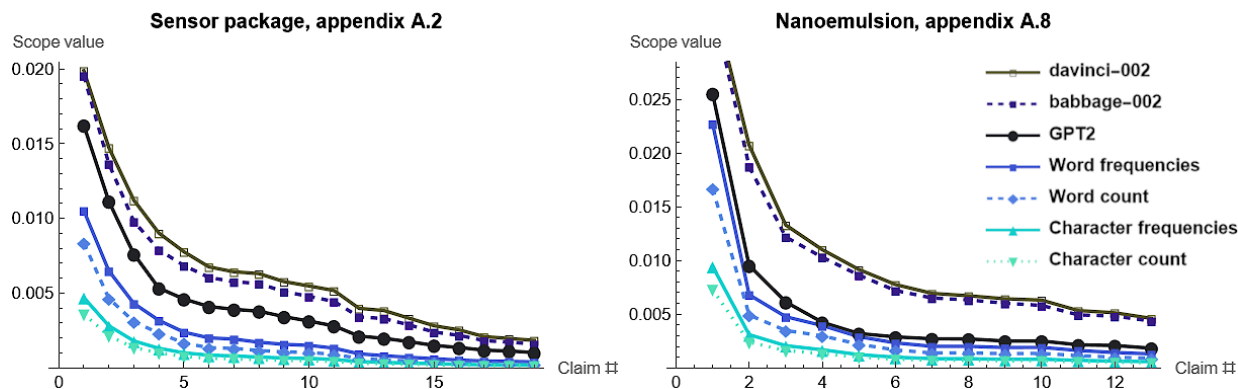 Sensor package, appendix A.2
Scope value
0.020
0.015
0.010
0.005
0
5
10
15
Claim #
Nanoemulsion, appendix A.8
Scope value
0.025
0.020
0.015
0.010
0.005
0
2
4
6
8
10
12
Claim #
davinci-002
babbage-002
GPT2
Word frequencies
Word count
Character frequencies
Character count